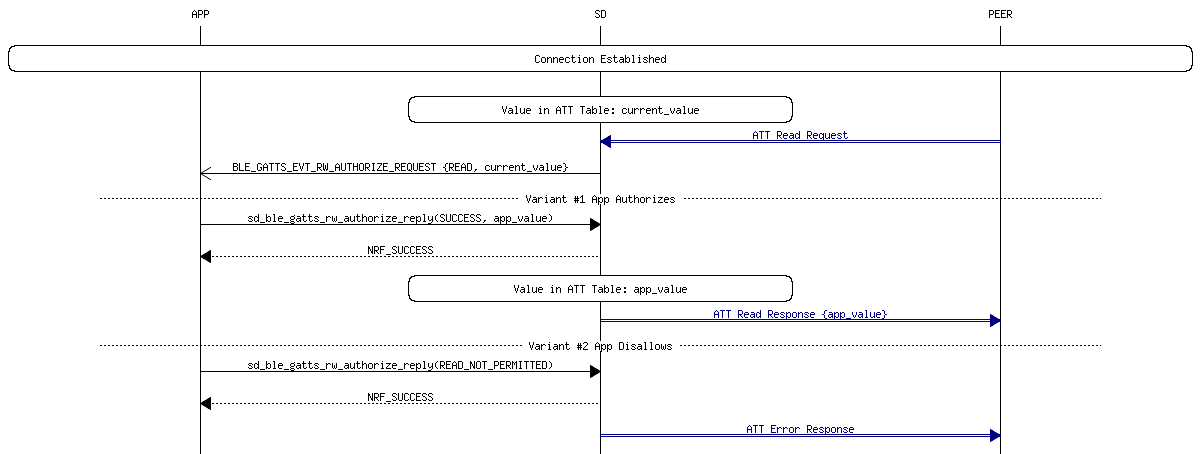 APP SD PEER
Connection Established
Value in ATT Table: current_value
ATT Read Request
BLE_GATTS_EVT_RW_AUTHORIZE_REQUEST {READ, current_value}
Variant #1 App Authorizes
sd_ble_gatts_rw_authorize_reply(SUCCESS, app_value)
NRF_SUCCESS
Value in ATT Table: app_value
ATT Read Response {app_value}
Variant #2 App Disallows
sd_ble_gatts_rw_authorize_reply(READ_NOT_PERMITTED)
NRF_SUCCESS
ATT Error Response